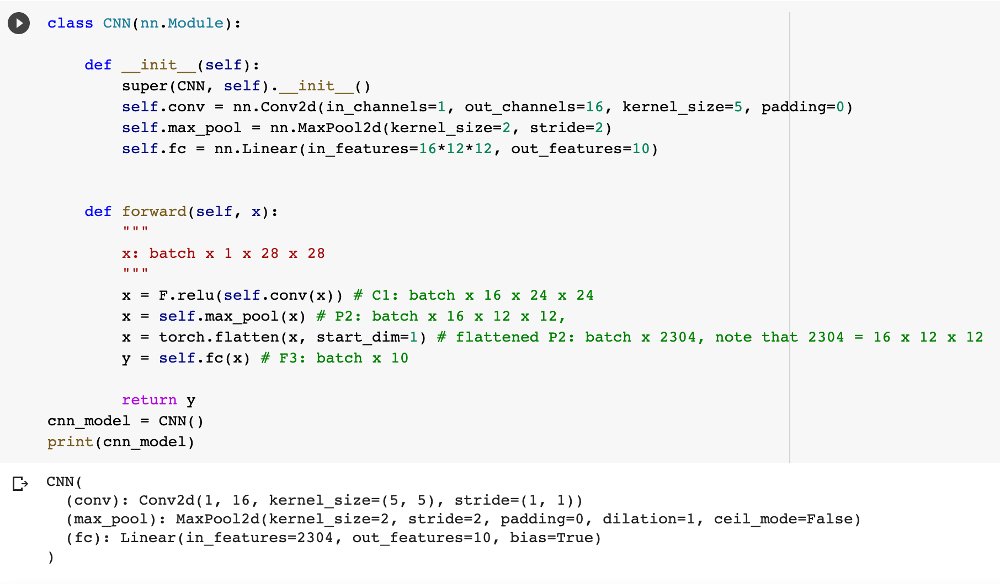 class CNN(nn.Module):
    def __init__(self):
        super(CNN, self).__init__()
        self.conv = nn.Conv2d(in_channels=1, out_channels=16, kernel_size=5, padding=0)
        self.max_pool = nn.MaxPool2d(kernel_size=2, stride=2)
        self.fc = nn.Linear(in_features=16*12*12, out_features=10)
    def forward(self, x):
        """
        x: batch x 1 x 28 x 28
        """
        x = F.relu(self.conv(x)) # C1: batch x 16 x 24 x 24
        x = self.max_pool(x) # P2: batch x 16 x 12 x 12,
        x = torch.flatten(x, start_dim=1) # flattened P2: batch x 2304, note that 2304 = 16 x 12 x 12
        y = self.fc(x) # F3: batch x 10
        return y
cnn_model = CNN()
print(cnn_model)
CNN(
  (conv): Conv2d(1, 16, kernel_size=(5, 5), stride=(1, 1))
  (max_pool): MaxPool2d(kernel_size=2, stride=2, padding=0, dilation=1, ceil_mode=False)
  (fc): Linear(in_features=2304, out_features=10, bias=True)
)